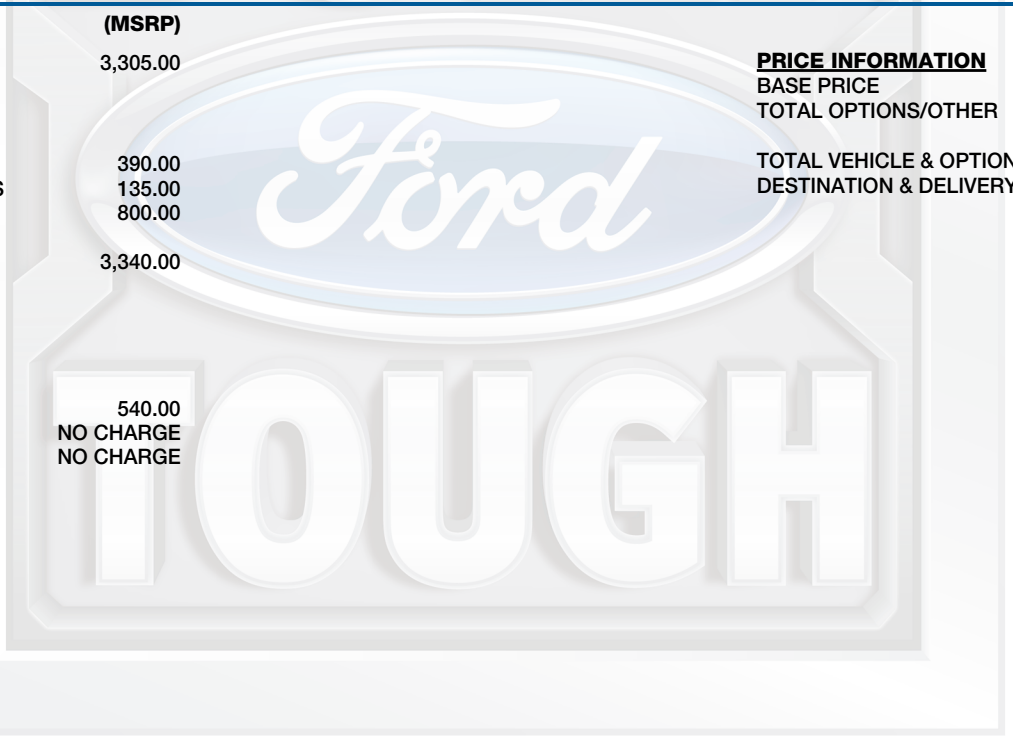 (MSRP)
3,305.00
390.00
S 135.00
800.00
3,340.00
540.00
NO CHARGE
NO CHARGE
PRICE INFORMATION
BASE PRICE
TOTAL OPTIONS/OTHER
TOTAL VEHICLE & OPTION
DESTINATION & DELIVERY
Ford
TOUGH